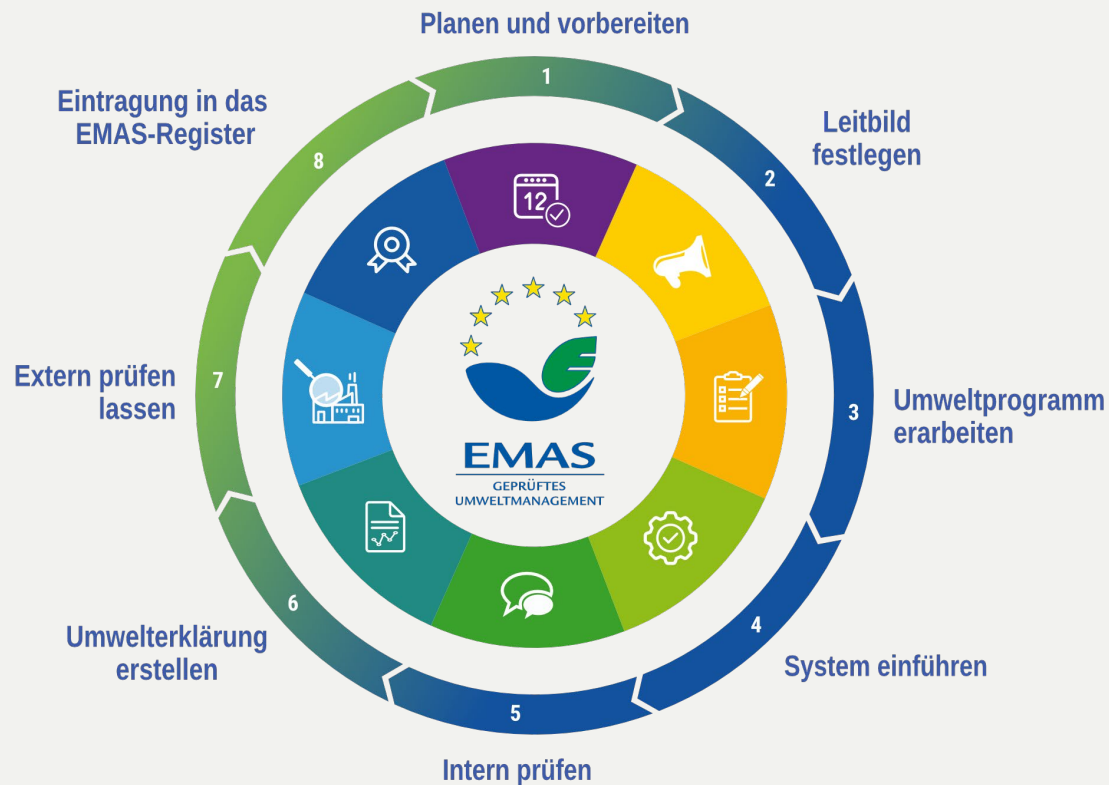 Planen und vorbereiten
1
Leitbild
festlegen
2
Umweltprogramm
erarbeiten
3
System einführen
4
Intern prüfen
5
Umwelterklärung
erstellen
6
Extern prüfen
lassen
7
Eintragung in das
EMAS-Register
8
12
EMAS
GEPRÜFTES
UMWELTMANAGEMENT